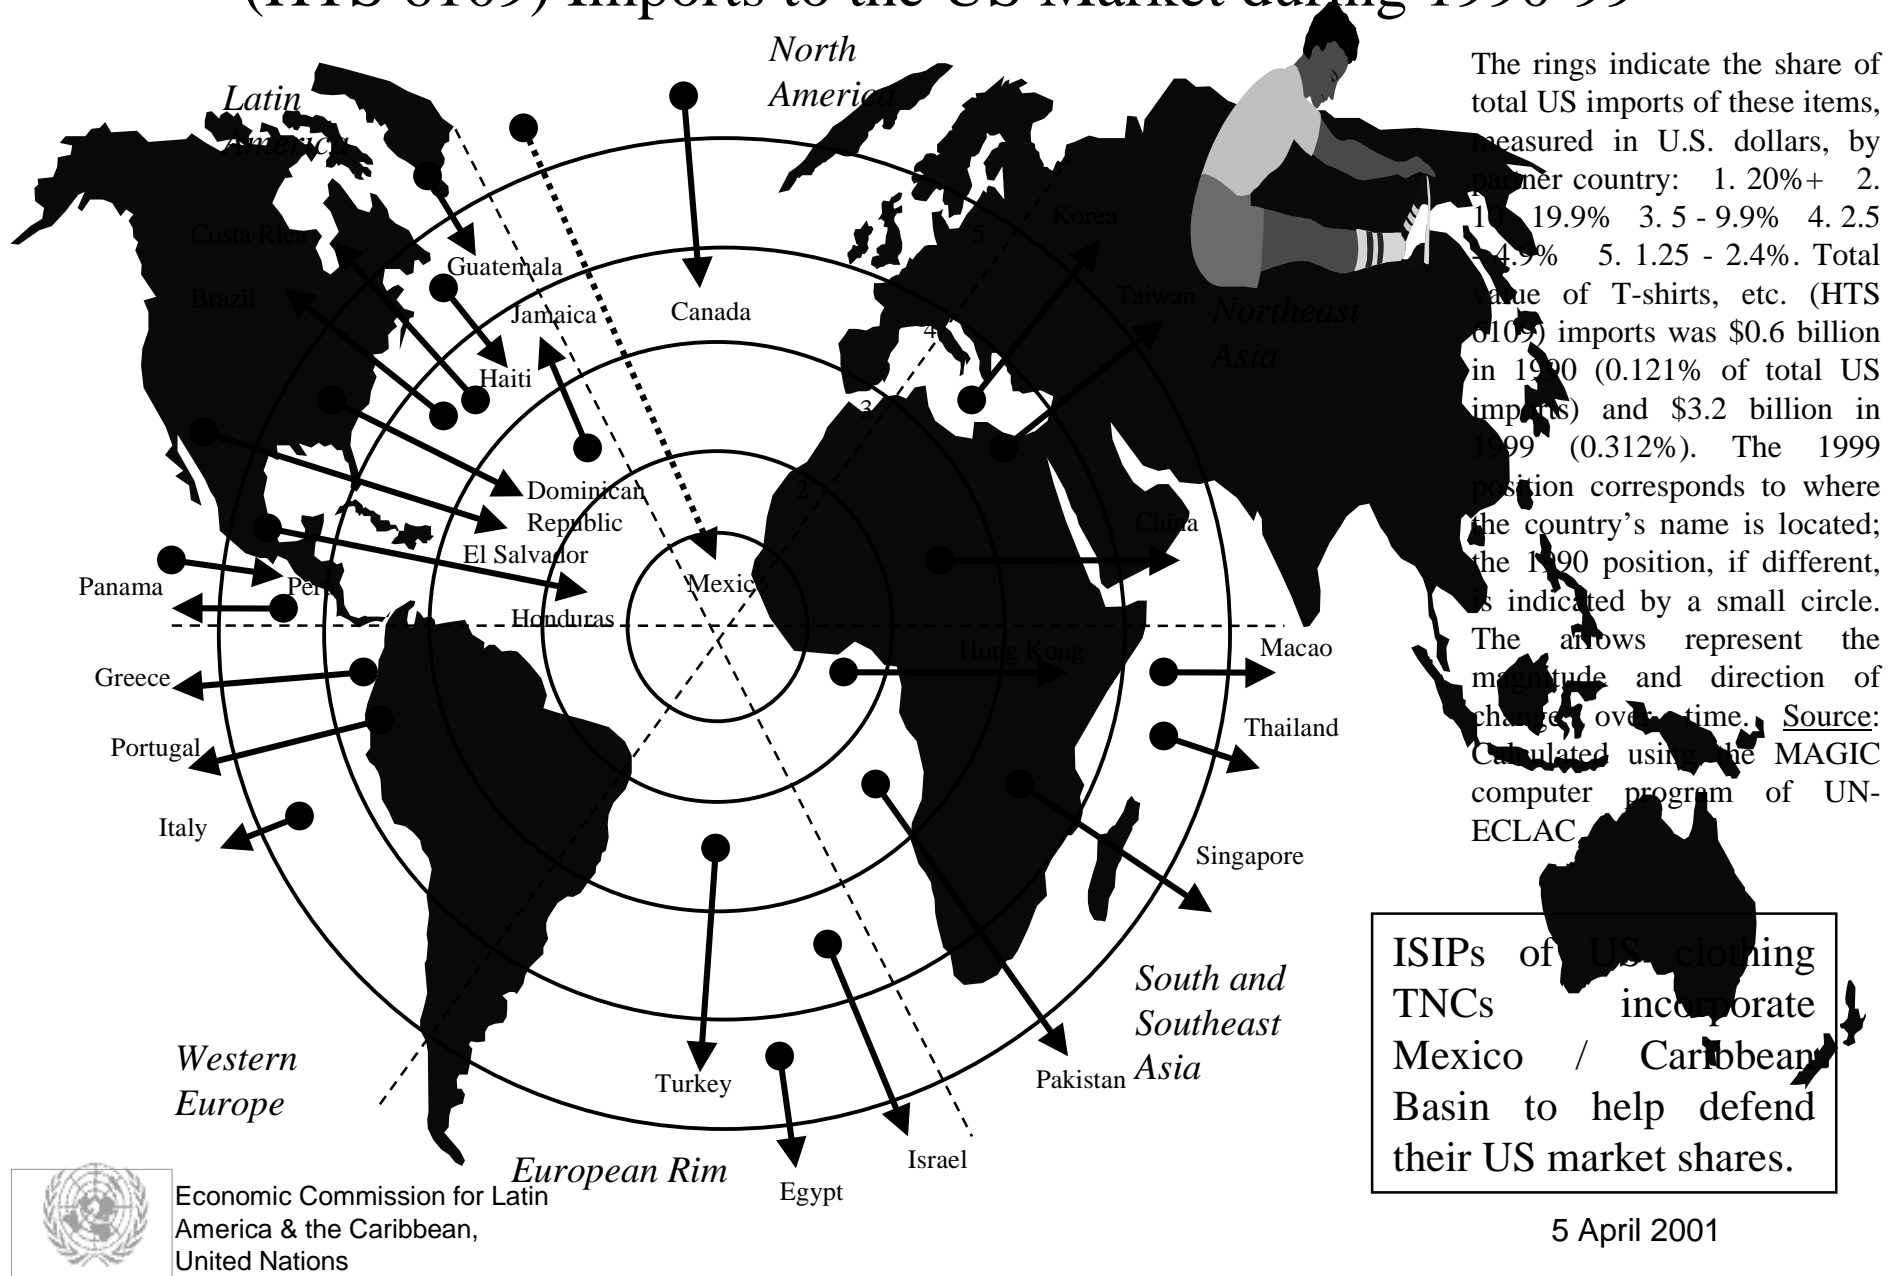 (HTS 6109) Imports to the US Market during 1990-99
North
America
Latin
America
The rings indicate the share of
total US imports of these items,
measured in U.S. dollars, by
partner country: 1. 20%+ 2.
10 - 19.9% 3. 5 - 9.9% 4. 2.5
- 4.9% 5. 1.25 - 2.4%. Total
value of T-shirts, etc. (HTS
6109) imports was $0.6 billion
in 1990 (0.121% of total US
imports) and $3.2 billion in
1999 (0.312%). The 1999
position corresponds to where
the country's name is located;
the 1990 position, if different,
is indicated by a small circle.
The arrows represent the
magnitude and direction of
change over time. Source:
Calculated using the MAGIC
computer program of UN-
ECLAC
Costa Rica
Guatemala
Brazil
Jamaica
Canada
Haiti
Korea
Taiwan
Northeast
Asia
5
4
3
2
Dominican
Republic
El Salvador
China
Panama
Peru
Mexico
Honduras
Hong Kong
Macao
Greece
Portugal
Thailand
Italy
Singapore
South and
Southeast
Asia
Western
Europe
Turkey
Pakistan
Israel
Egypt
European Rim
ISIPs of US clothing
TNCs incorporate
Mexico / Caribbean
Basin to help defend
their US market shares.
Economic Commission for Latin
America & the Caribbean,
United Nations
5 April 2001